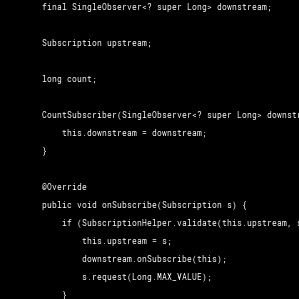 final SingleObserver<? super Long> downstream;
Subscription upstream;
long count;
CountSubscriber(SingleObserver<? super Long>
this.downstream = downstream;
}
@Override
public void onSubscribe(Subscription s) {
if (SubscriptionHelper.validate(this.upstream,
this.upstream = s;
downstream.onSubscribe(this);
s.request(Long.MAX_VALUE);
}